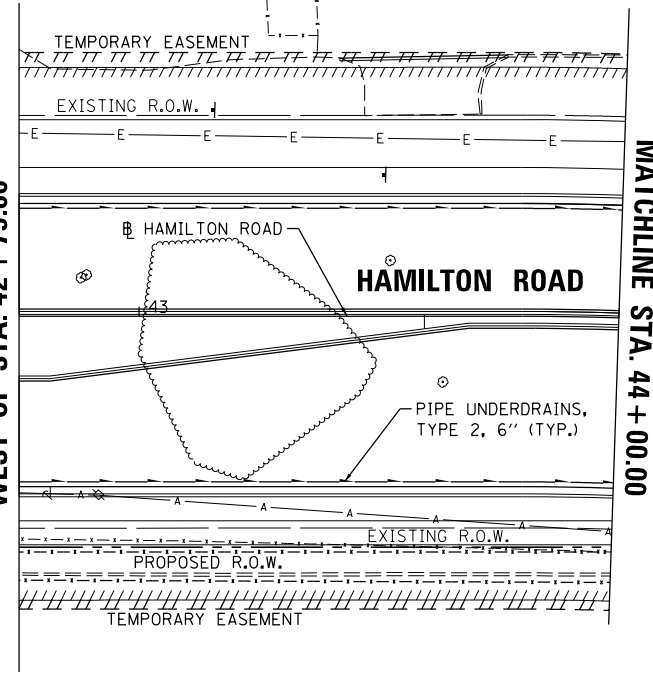 TEMPORARY EASEMENT
EXISTING R.O.W.
E E E E E E E
℄ HAMILTON ROAD
HAMILTON ROAD
43
PIPE UNDERDRAINS,
TYPE 2, 6" (TYP.)
A A A A A A A
EXISTING R.O.W.
PROPOSED R.O.W.
TEMPORARY EASEMENT
MATCHLINE STA. 44+00.00